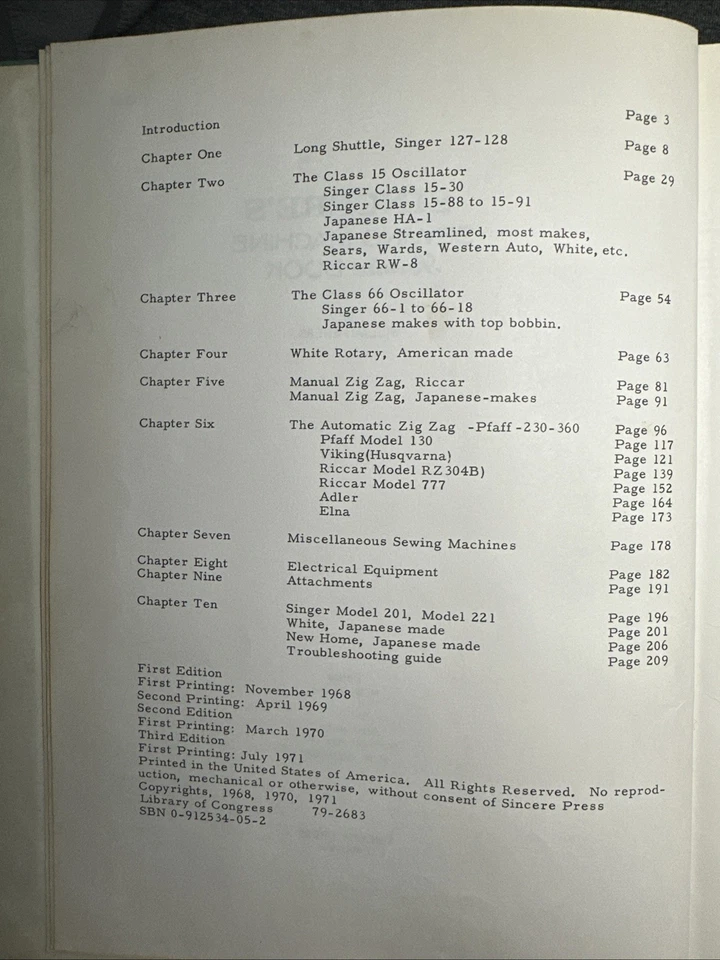 Introduction Page 3
Chapter One Long Shuttle, Singer 127-128 Page 8
Chapter Two The Class 15 Oscillator Page 29
Singer Class 15-30
Singer Class 15-88 to 15-91
Japanese HA-1
Japanese Streamlined, most makes,
Sears, Wards, Western Auto, White, etc.
Riccar RW-8
Chapter Three The Class 66 Oscillator Page 54
Singer 66-1 to 66-18
Japanese makes with top bobbin.
Chapter Four White Rotary, American made Page 63
Chapter Five Manual Zig Zag, Riccar Page 81
Manual Zig Zag, Japanese-makes Page 91
Chapter Six The Automatic Zig Zag -Pfaff-230-360 Page 96
Pfaff Model 130 Page 117
Viking(Husqvarna) Page 121
Riccar Model RZ304B) Page 139
Riccar Model 777 Page 152
Adler Page 164
Elna Page 173
Chapter Seven Miscellaneous Sewing Machines Page 178
Chapter Eight Electrical Equipment Page 182
Chapter Nine Attachments Page 191
Chapter Ten Singer Model 201, Model 221 Page 196
White, Japanese made Page 201
New Home, Japanese made Page 206
Troubleshooting guide Page 209
First Edition
First Printing: November 1968
Second Printing: April 1969
Second Edition
First Printing: March 1970
Third Edition
First Printing: July 1971
Printed in the United States of America. All Rights Reserved. No reprod-
uction, mechanical or otherwise, without consent of Sincere Press
Copyrights, 1968, 1970, 1971
Library of Congress 79-2683
SBN 0-912534-05-2